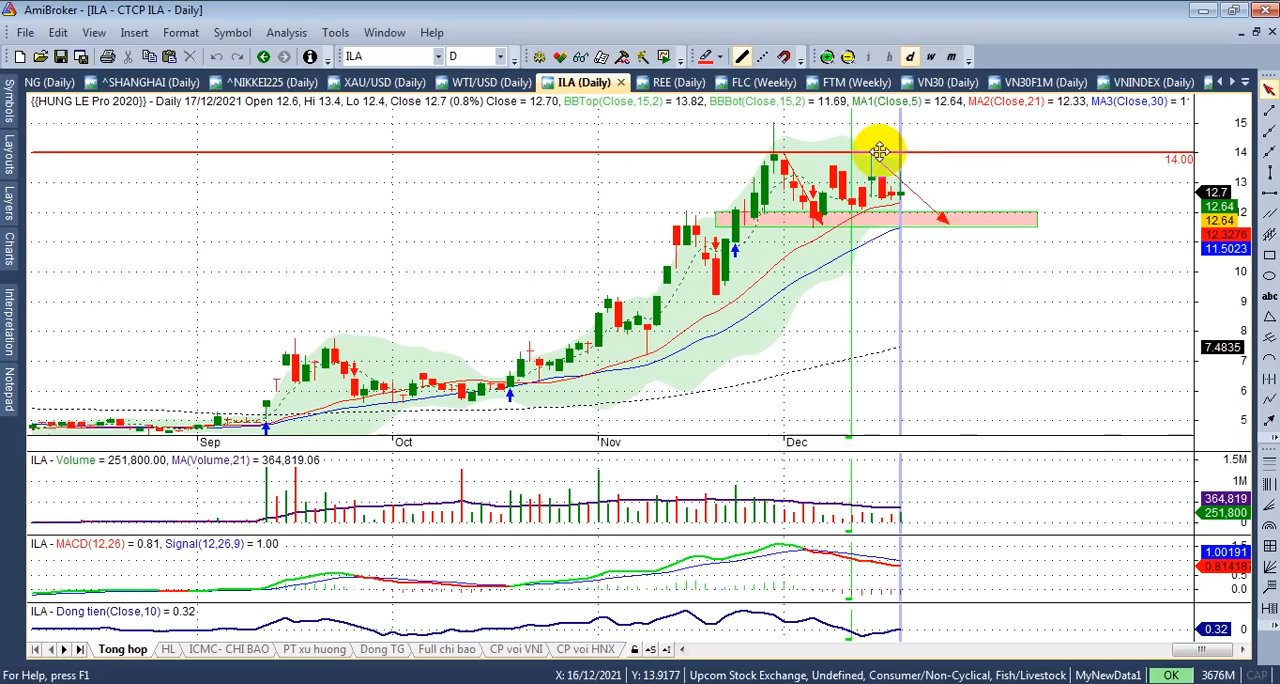 AmiBroker - [ILA - CTCP ILA - Daily]
File Edit View Insert Format Symbol Analysis Tools Window Help
ILA D i h d w m
NG (Daily) ^SHANGHAI (Daily) ^NIKKEI225 (Daily) XAU/USD (Daily) WTI/USD (Daily) ILA (Daily) REE (Daily) FLC (Weekly) FTM (Weekly) VN30 (Daily) VN30F1M (Daily) VNINDEX (Daily)
{{HUNG LE Pro 2020}} - Daily 17/12/2021 Open 12.6, Hi 13.4, Lo 12.4, Close 12.7 (0.8%) Close = 12.70, BBTop(Close,15,2) = 13.82, BBBot(Close,15,2) = 11.69, MA1(Close,5) = 12.64, MA2(Close,21) = 12.33, MA3(Close,30) = 1
Symbols
Layouts
Layers
Charts
Interpretation
Notepad
abc
15
14
14.00
13
12.7
12.64
12
12.64
12.3276
11.5023
10
9
8
7.4835
7
6
5
Sep Oct Nov Dec
ILA - Volume = 251,800.00, MA(Volume,21) = 364,819.06
1.5M
1M
364,819
251,800
0
ILA - MACD(12,26) = 0.81, Signal(12,26,9) = 1.00
1.00191
0.814187
0.5
0.0
ILA - Dong tien(Close,10) = 0.32
0.32 0
Tong hop HL ICMC- CHI BAO PT xu huong Dong TG Full chi bao CP voi VNI CP voi HNX
For Help, press F1 X: 16/12/2021 Y: 13.9177 Upcom Stock Exchange, Undefined, Consumer/Non-Cyclical, Fish/Livestock MyNewData1 OK 3676M CAP